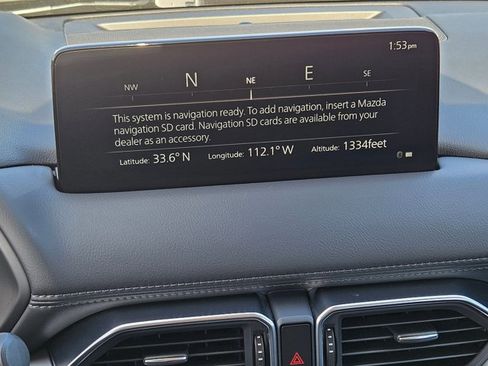 1:53pm
NW N NE E SE
This system is navigation ready. To add navigation, insert a Mazda
navigation SD card. Navigation SD cards are available from your
dealer as an accessory.
Latitude: 33.6° N Longitude: 112.1° W Altitude: 1334feet